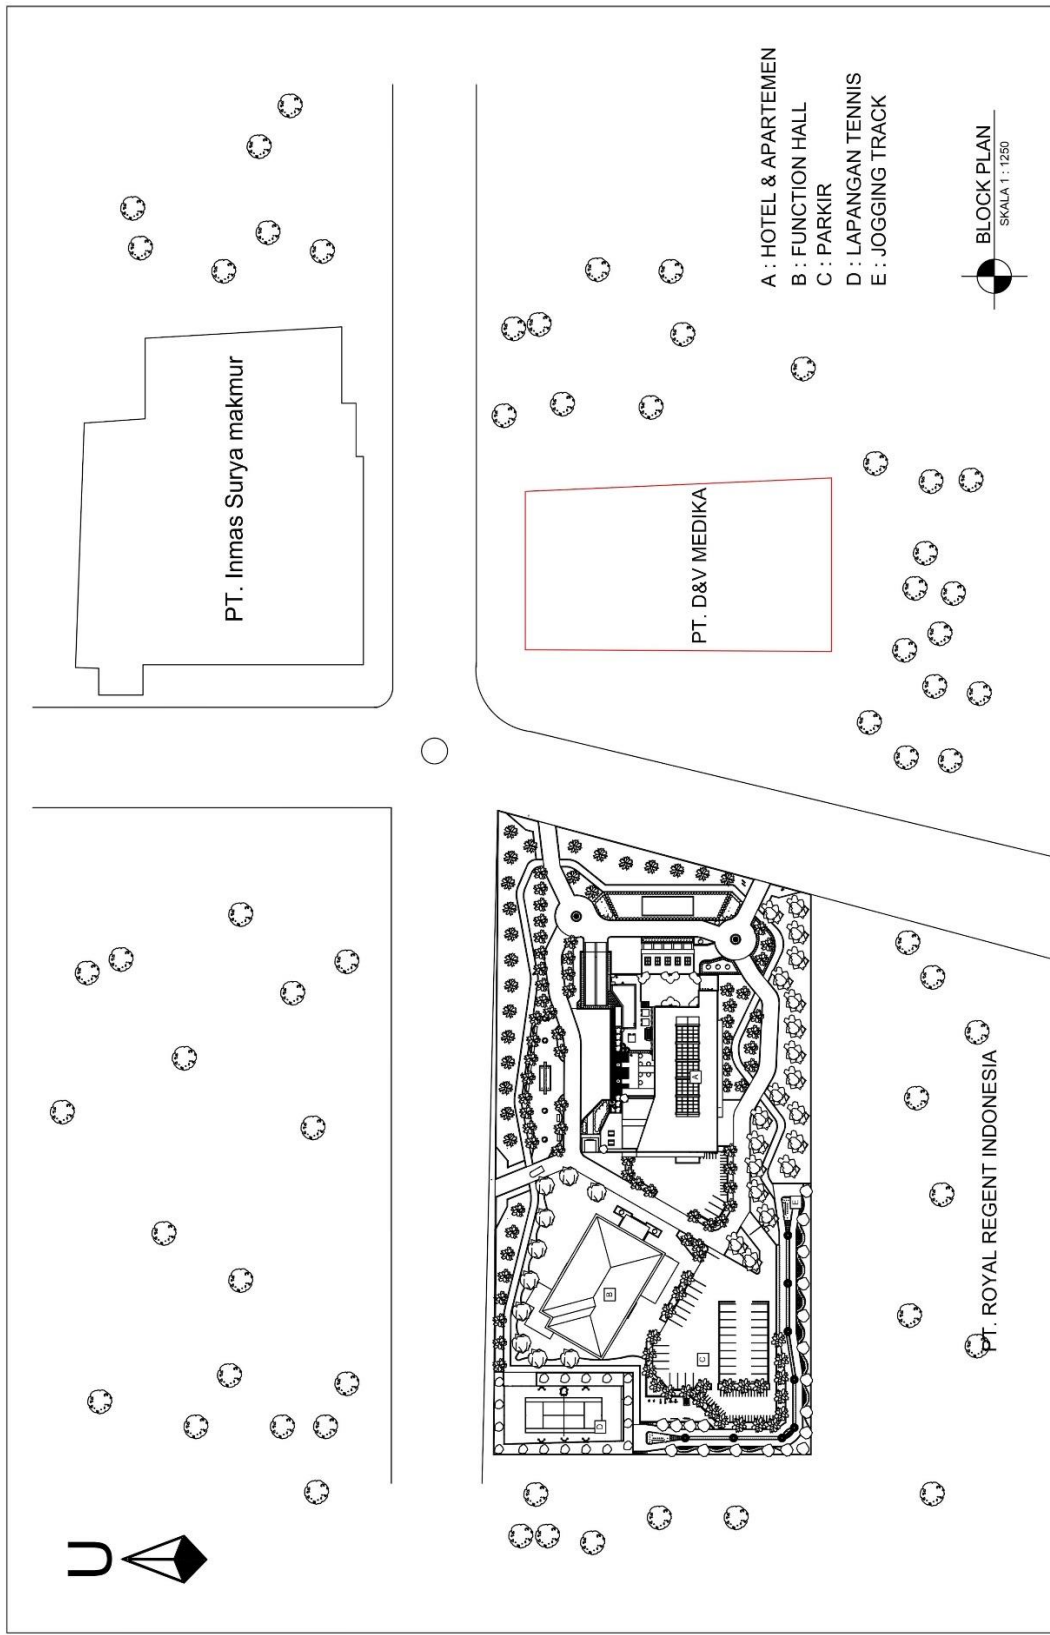 PT. Inmas Surya makmur
PT. D&V MEDIKA
A : HOTEL & APARTEMEN
B : FUNCTION HALL
C : PARKIR
D : LAPANGAN TENNIS
E : JOGGING TRACK
BLOCK PLAN
SKALA 1 : 1250
U
A
B
C
D
E
PT. ROYAL REGENT INDONESIA